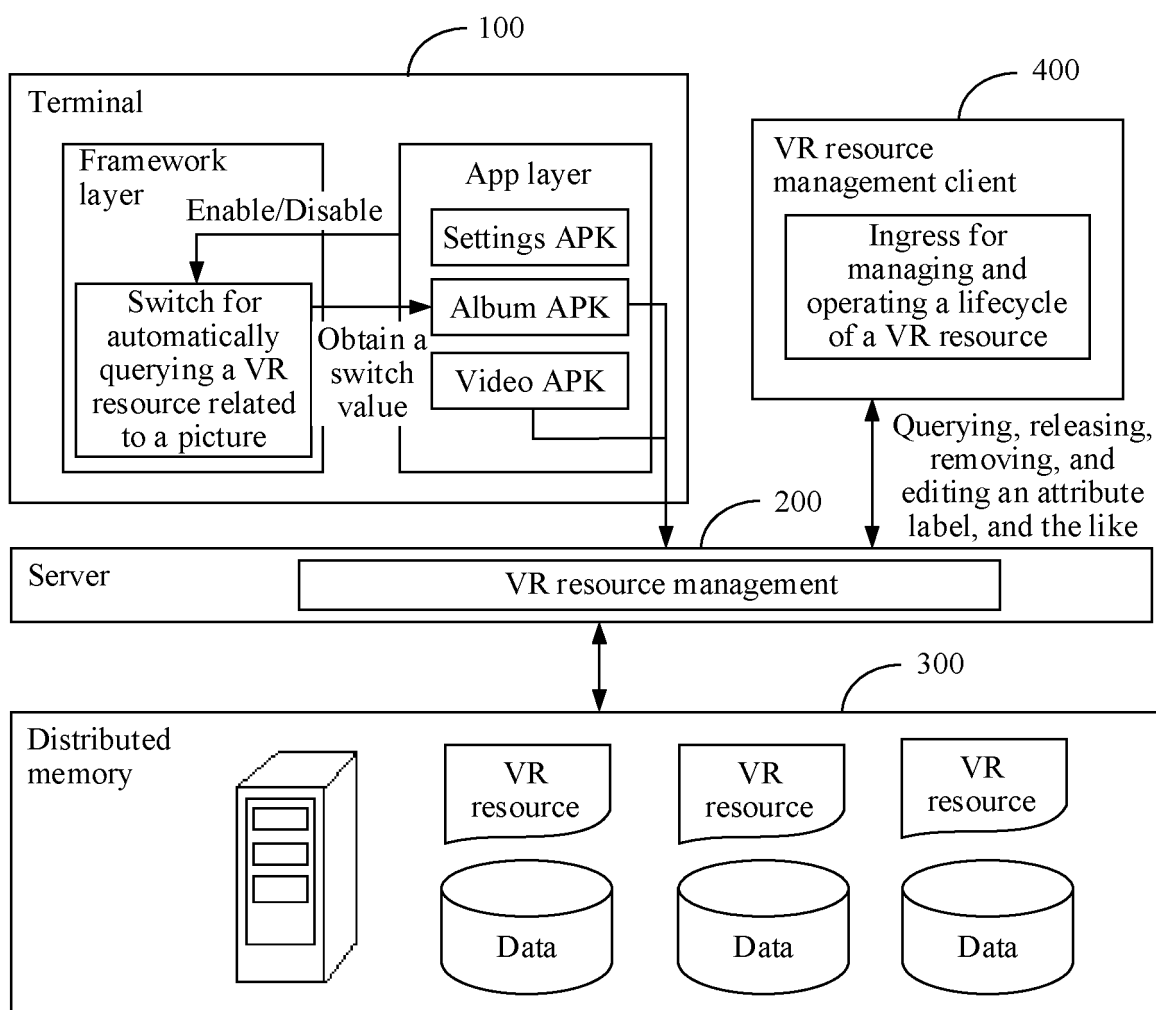 100
Terminal
Framework
layer
Enable/Disable
Switch for
automatically
querying a VR
resource related
to a picture
Obtain a
switch
value
App layer
Settings APK
Album APK
Video APK
400
VR resource
management client
Ingress for
managing and
operating a lifecycle
of a VR resource
Querying, releasing,
removing, and
editing an attribute
label, and the like
200
Server
VR resource management
300
Distributed
memory
VR
resource
VR
resource
VR
resource
Data
Data
Data